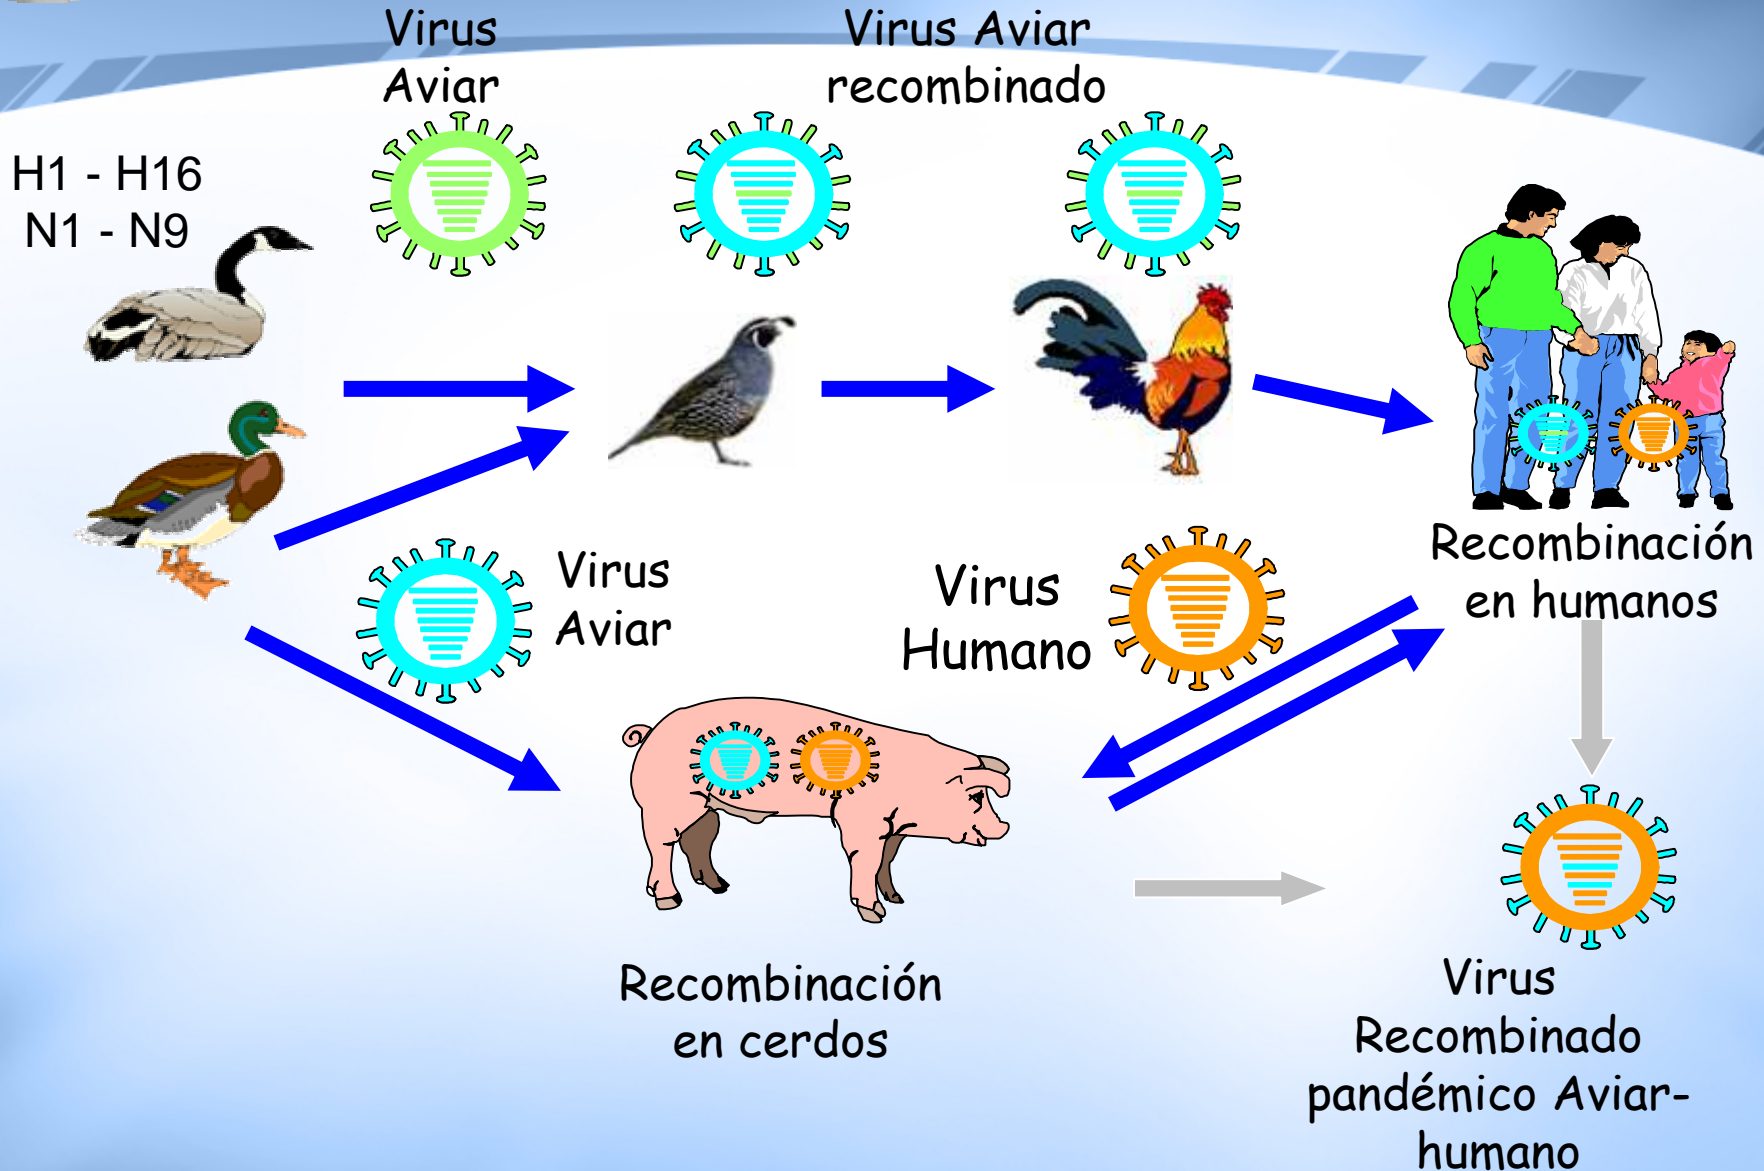 Virus
Aviar
Virus Aviar
recombinado
H1 - H16
N1 - N9
Virus
Aviar
Virus
Humano
Recombinación
en humanos
Recombinación
en cerdos
Virus
Recombinado
pandémico Aviar-
humano